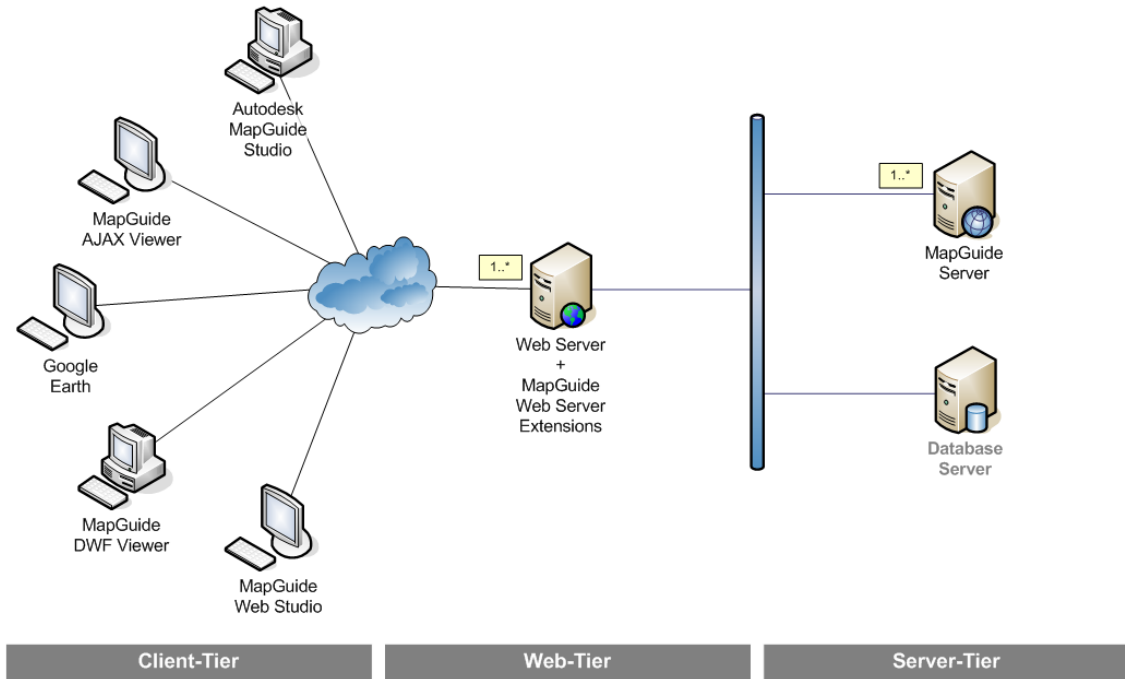 Autodesk
MapGuide
Studio
MapGuide
AJAX Viewer
Google
Earth
MapGuide
DWF Viewer
MapGuide
Web Studio
1..*
Web Server
+
MapGuide
Web Server
Extensions
1..*
MapGuide
Server
Database
Server
Client-Tier
Web-Tier
Server-Tier